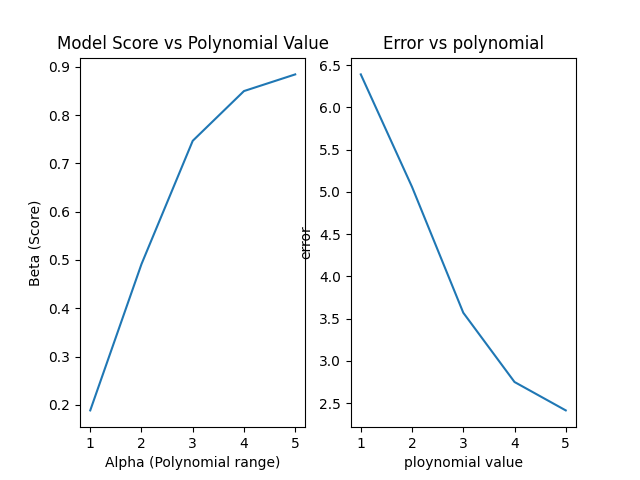 Model Score vs Polynomial Value
Beta (Score)
0.9
0.8
0.7
0.6
0.5
0.4
0.3
0.2
1 2 3 4 5
Alpha (Polynomial range)
Error vs polynomial
error
6.5
6.0
5.5
5.0
4.5
4.0
3.5
3.0
2.5
1 2 3 4 5
ploynomial value